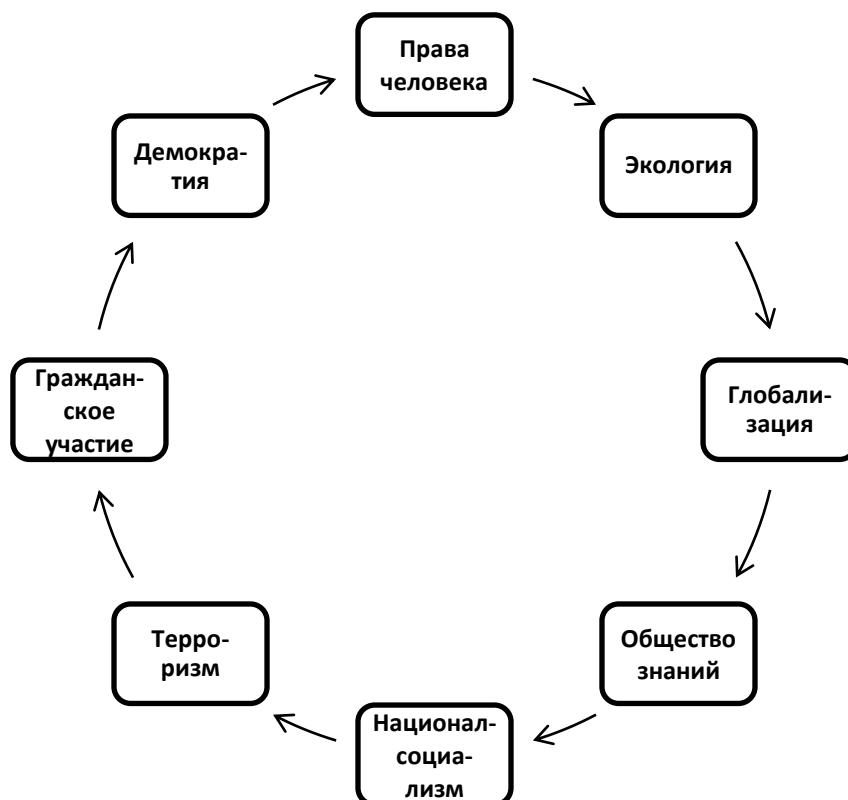 Права
человека
Экология
Глобали-
зация
Общество
знаний
Национал-
социа-
лизм
Терро-
ризм
Граждан-
ское
участие
Демокра-
тия